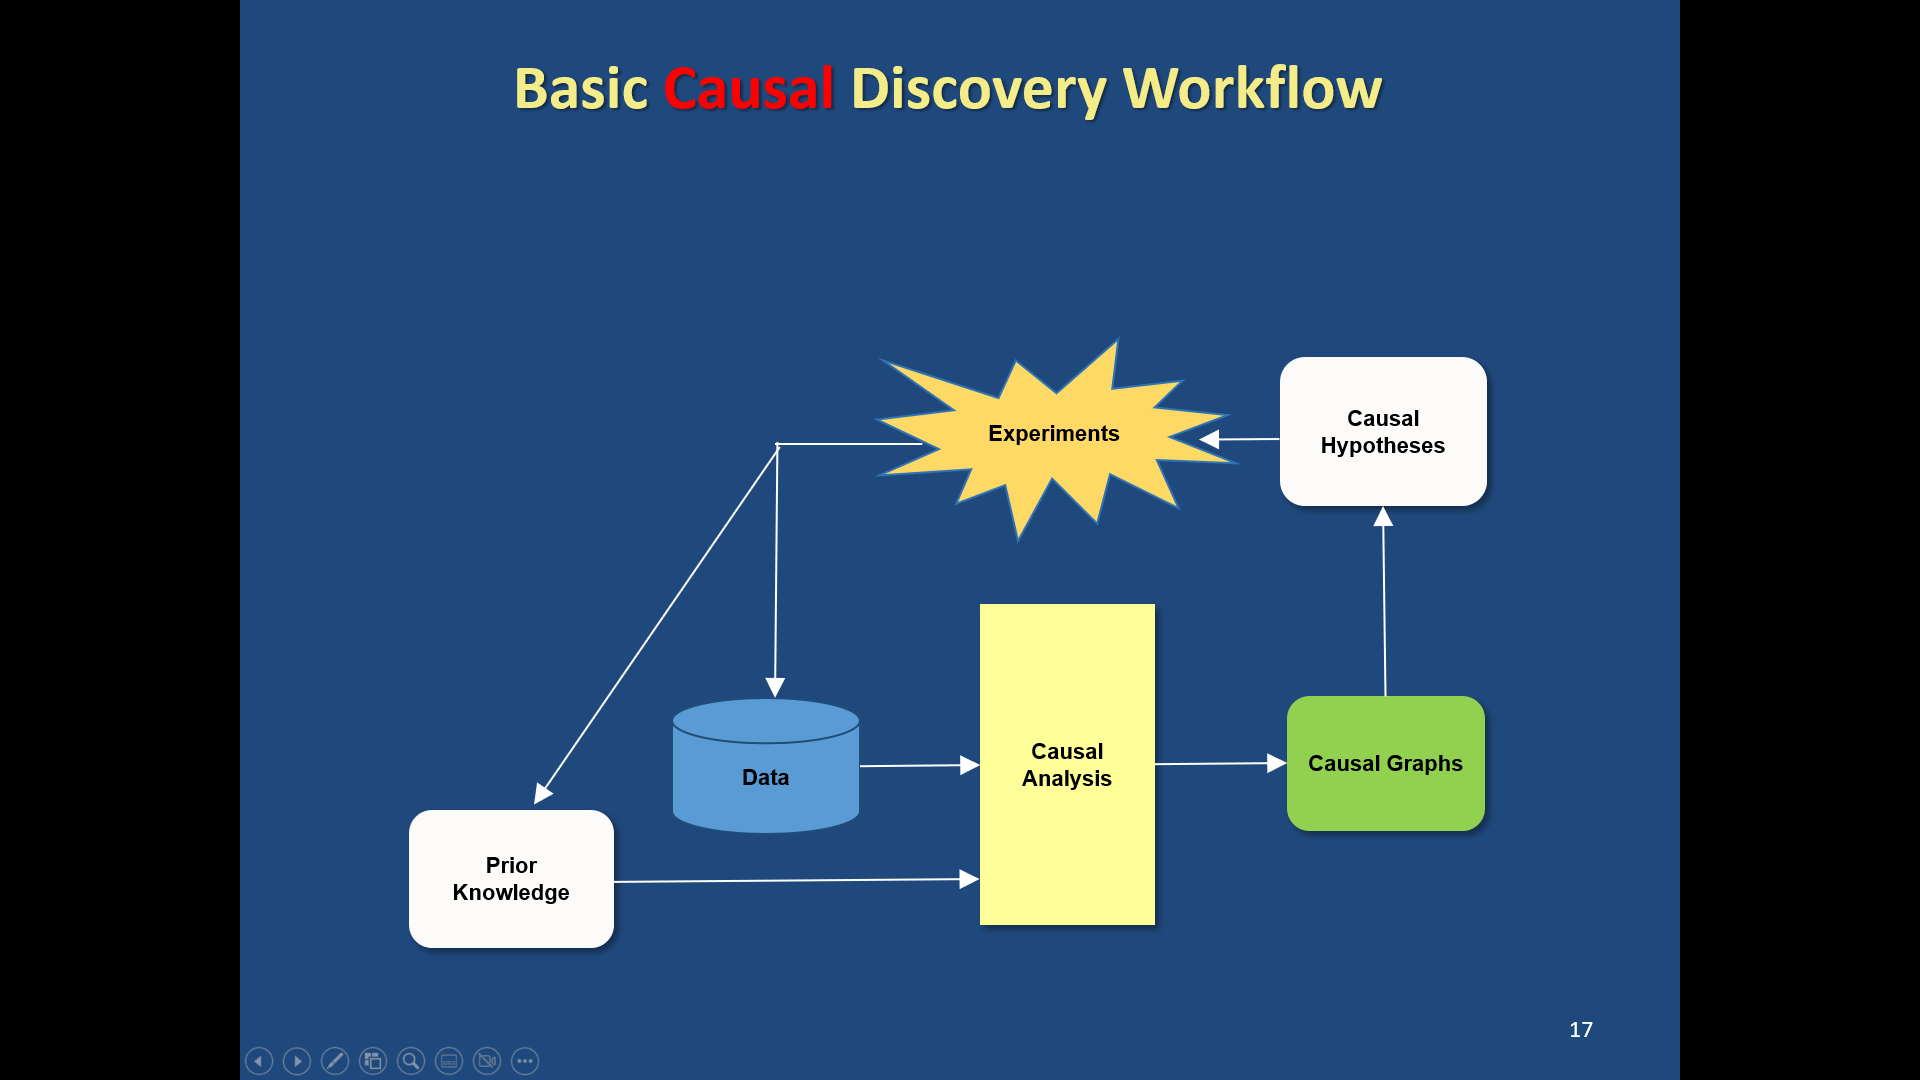 Basic Causal Discovery Workflow
Experiments
Causal
Hypotheses
Causal
Analysis
Data
Causal Graphs
Prior
Knowledge
17